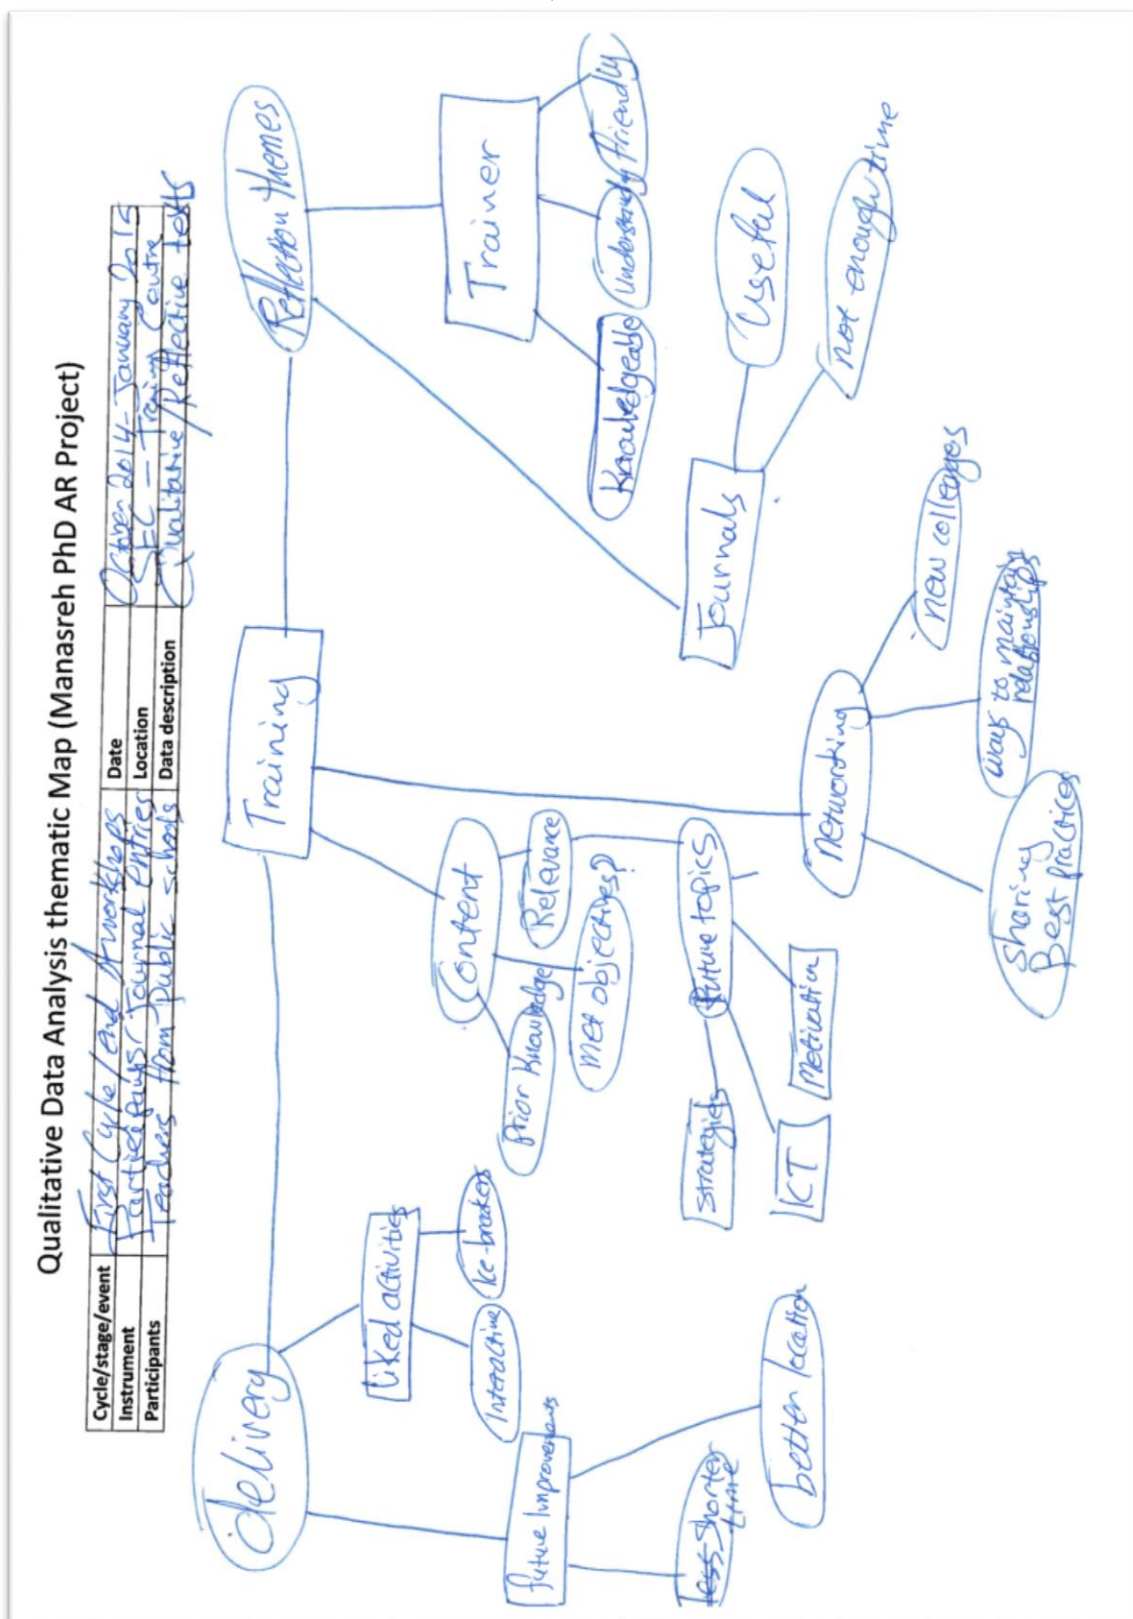 Qualitative Data Analysis thematic Map (Manasreh PhD AR Project)
Cycle/stage/event First Cycle/end of workshops Date October 2014 - January 2015
Instrument Participants' Journal Entries Location SEC - Training Centre
Participants Teachers from public schools Data description Qualitative/Reflective texts
delivery
Training
Reflection themes
Liked activities
Interactive
Ice-breakers
Future Improvements
Less Shorter
time
better location
Content
Prior Knowledge
met objectives?
Relevance
Future topics
Strategies
ICT
Motivation
networking
Sharing
Best practices
ways to maintain
relationships
new colleages
Trainer
Knowledgeable
Friendly
Journals
Useful
not enough time